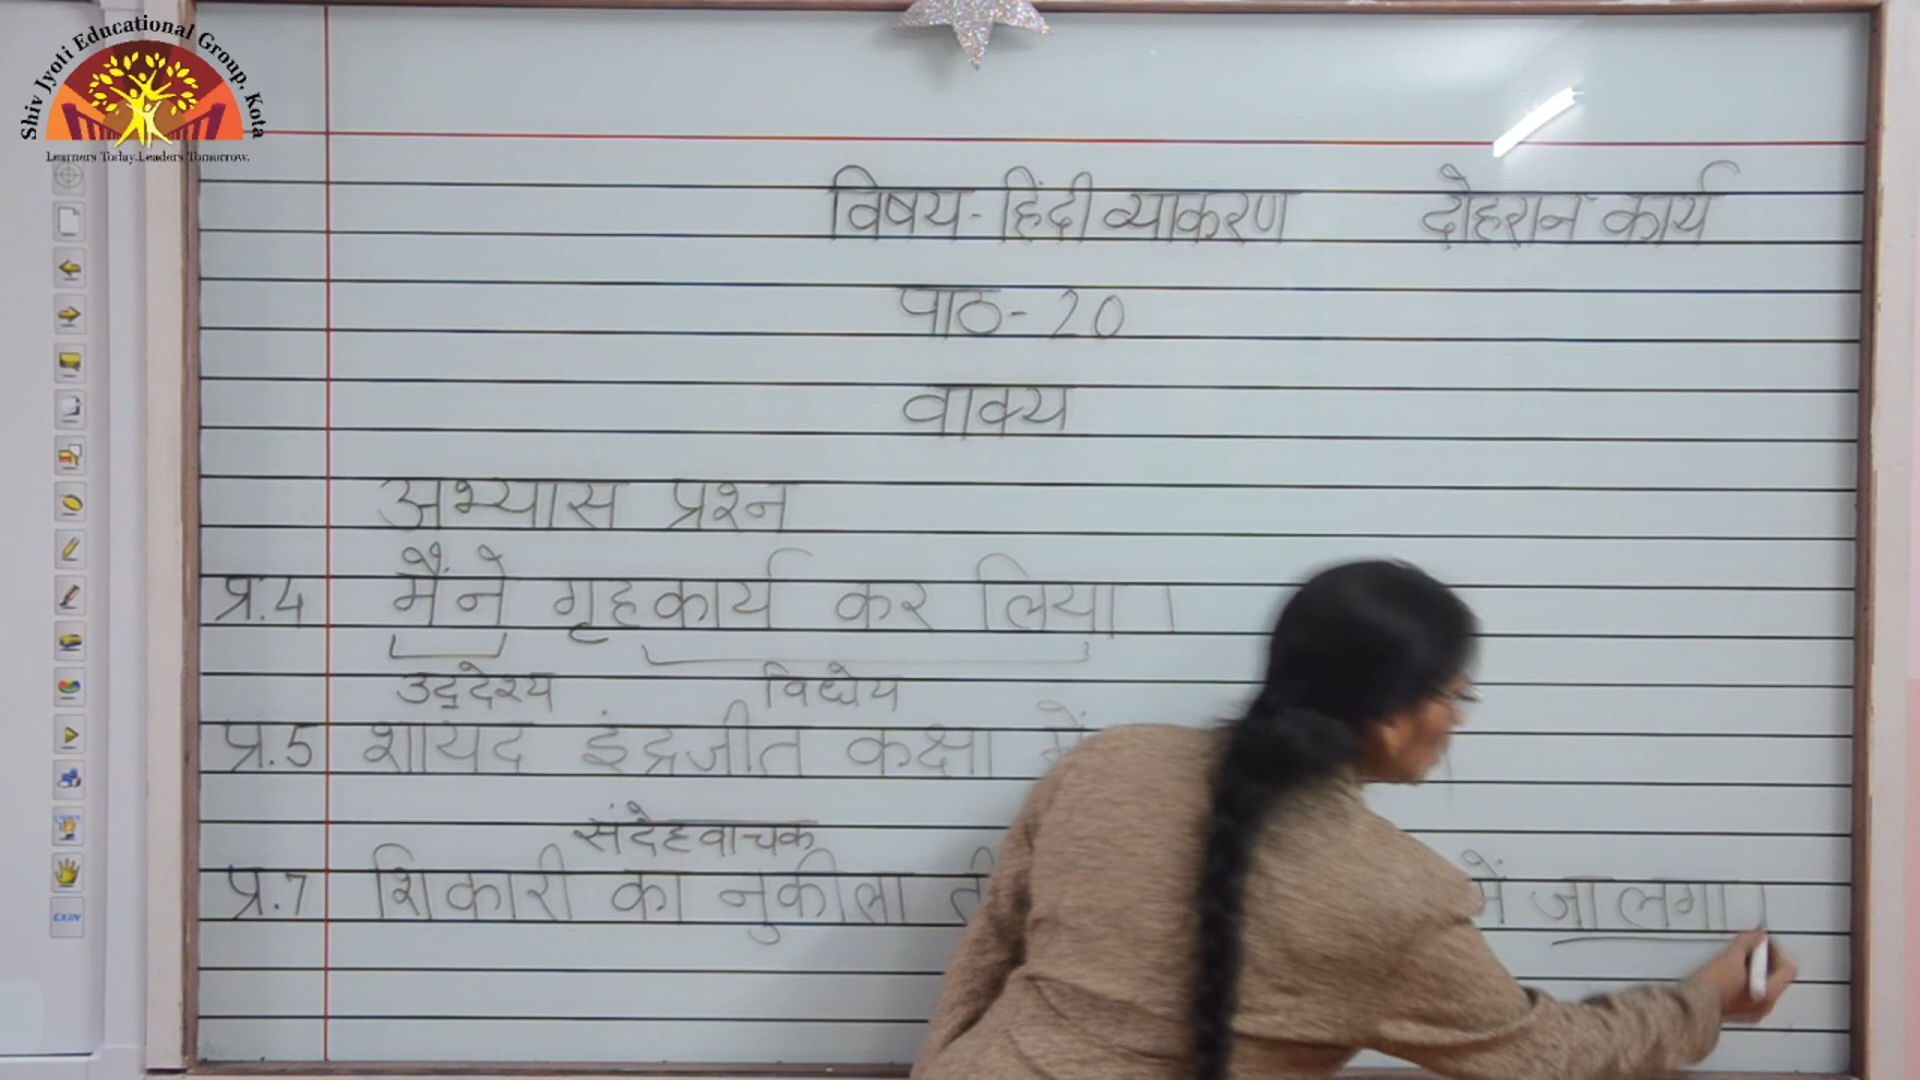 Shiv Jyoti Educational Group, Kota
Learners Today.Leaders Tomorrow.
विषय-हिंदी व्याकरण दोहरान कार्य
पाठ-20
वाक्य
अभ्यास प्रश्न
प्र.4 मैंने गृहकार्य कर लिया।
उद्देश्य विधेय
प्र.5 शायद इंद्रजीत कक्षा में
संदेहवाचक
प्र.7 शिकारी का नुकीला में जा लगा।